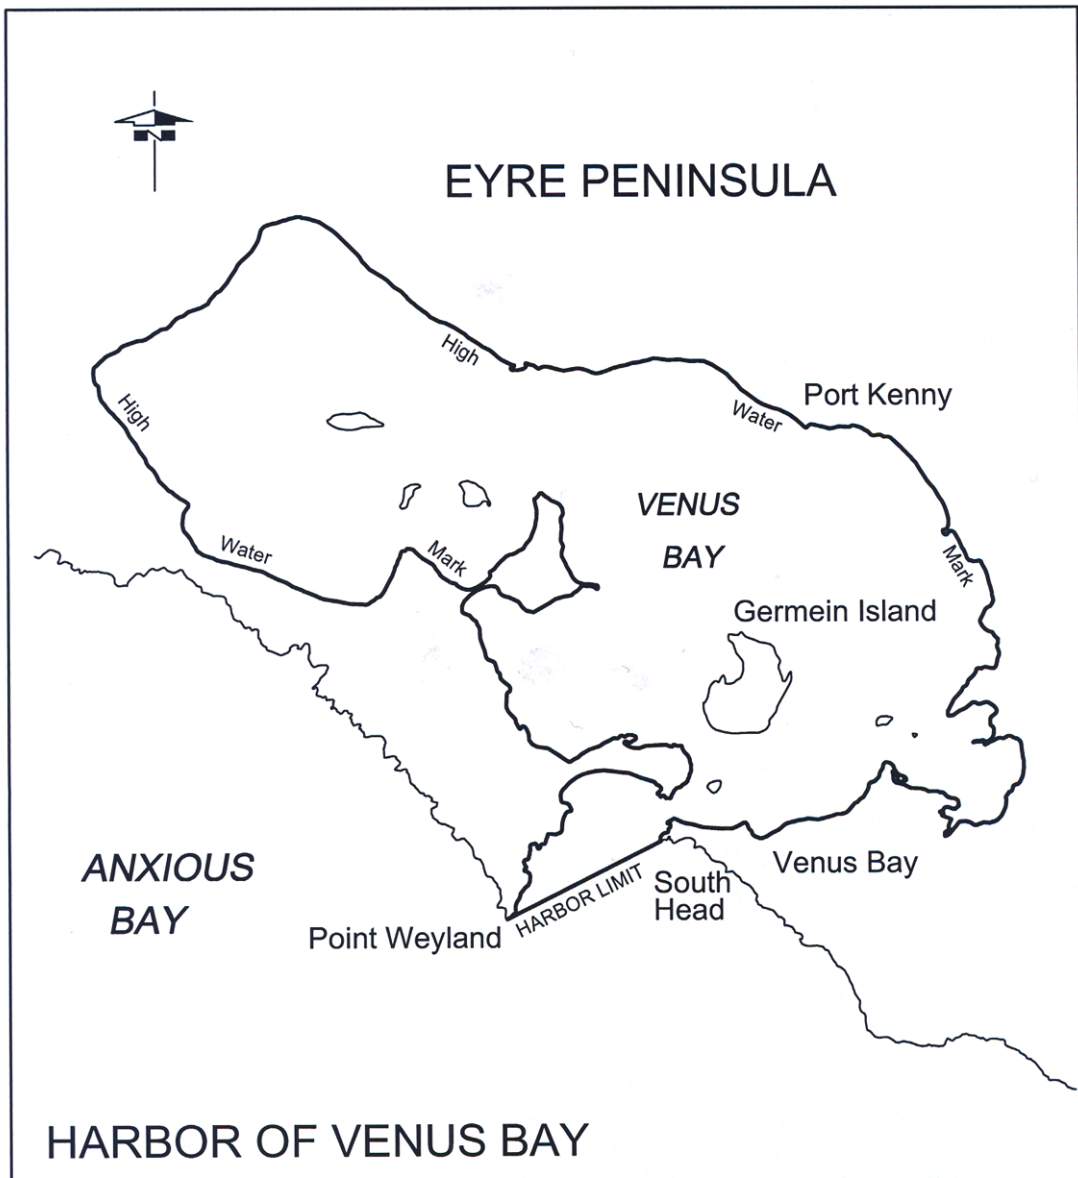 N
EYRE PENINSULA
High
Water
Port Kenny
High
VENUS
BAY
Mark
Water
Mark
Germein Island
Venus Bay
ANXIOUS
BAY
South
Head
HARBOR LIMIT
Point Weyland
HARBOR OF VENUS BAY